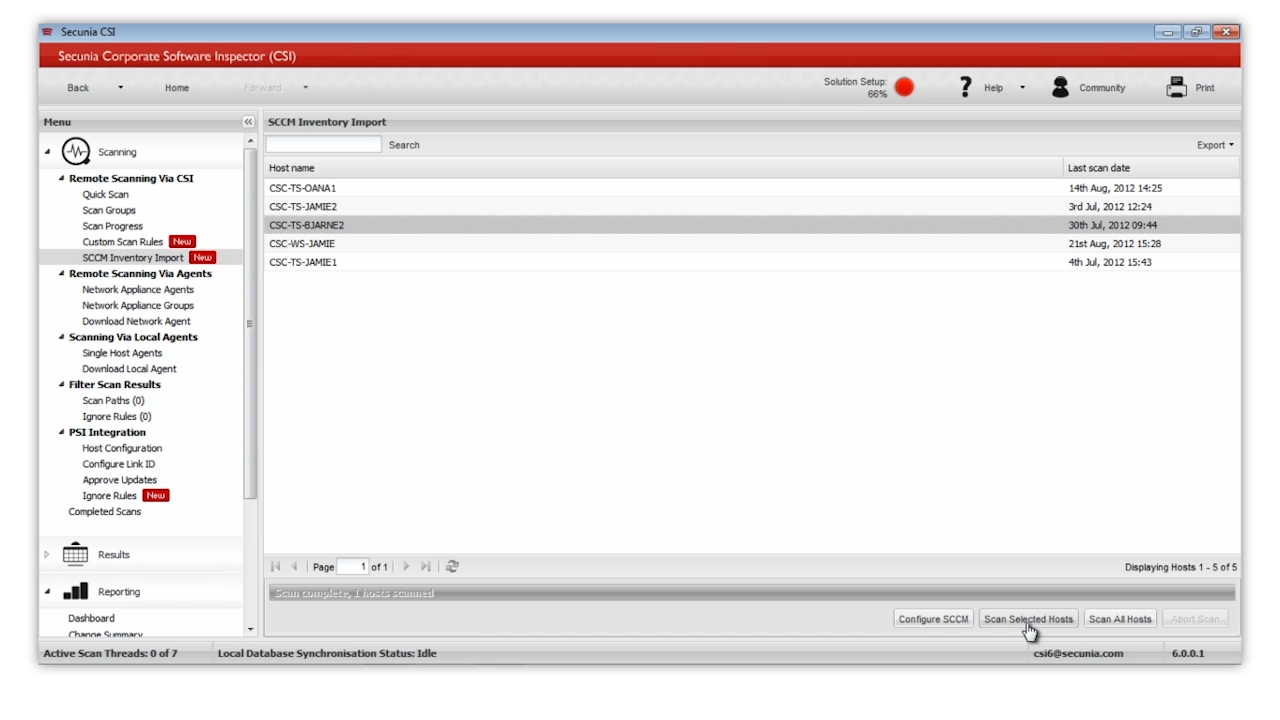 Secunia CSI
Secunia Corporate Software Inspector (CSI)
Back Home Forward Solution Setup: 66% ? Help Community Print
Menu
Scanning
Remote Scanning Via CSI
Quick Scan
Scan Groups
Scan Progress
Custom Scan Rules New
SCCM Inventory Import New
Remote Scanning Via Agents
Network Appliance Agents
Network Appliance Groups
Download Network Agent
Scanning Via Local Agents
Single Host Agents
Download Local Agent
Filter Scan Results
Scan Paths (0)
Ignore Rules (0)
PSI Integration
Host Configuration
Configure Link ID
Approve Updates
Ignore Rules New
Completed Scans
Results
Reporting
Dashboard
Change Summary
SCCM Inventory Import
Search Export
Host name Last scan date
CSC-TS-OANA1 14th Aug, 2012 14:25
CSC-TS-JAMIE2 3rd Jul, 2012 12:24
CSC-TS-BJARNE2 30th Jul, 2012 09:44
CSC-WS-JAMIE 21st Aug, 2012 15:28
CSC-TS-JAMIE1 4th Jul, 2012 15:43
Page 1 of 1 Displaying Hosts 1 - 5 of 5
Scan complete, 1 hosts scanned
Configure SCCM Scan Selected Hosts Scan All Hosts Abort Scan
Active Scan Threads: 0 of 7 Local Database Synchronisation Status: Idle csi6@secunia.com 6.0.0.1